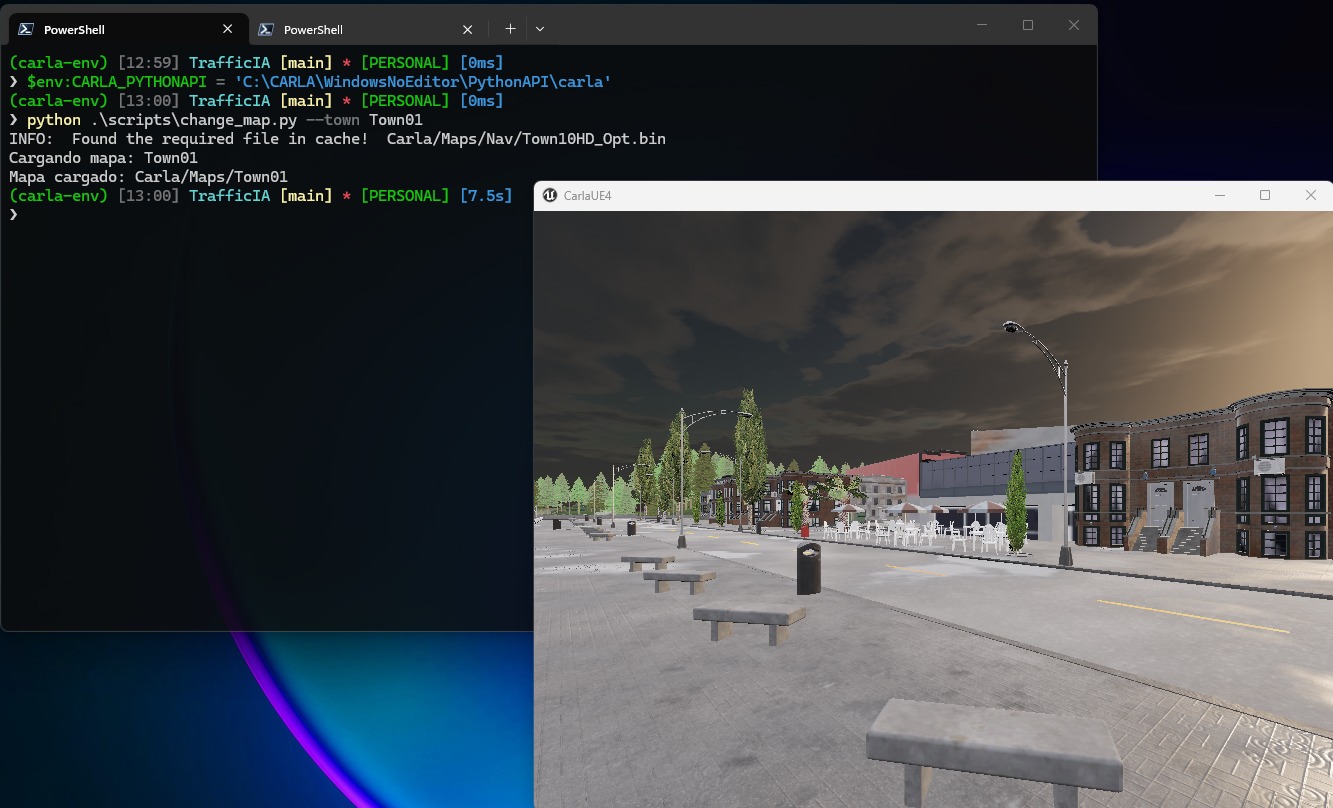 PowerShell
PowerShell
(carla-env) [12:59] TrafficIA [main] * [PERSONAL] [0ms]
❯ $env:CARLA_PYTHONAPI = 'C:\CARLA\WindowsNoEditor\PythonAPI\carla'
(carla-env) [13:00] TrafficIA [main] * [PERSONAL] [0ms]
❯ python .\scripts\change_map.py --town Town01
INFO:  Found the required file in cache!  Carla/Maps/Nav/Town10HD_Opt.bin
Cargando mapa: Town01
Mapa cargado: Carla/Maps/Town01
(carla-env) [13:00] TrafficIA [main] * [PERSONAL] [7.5s]
❯
CarlaUE4